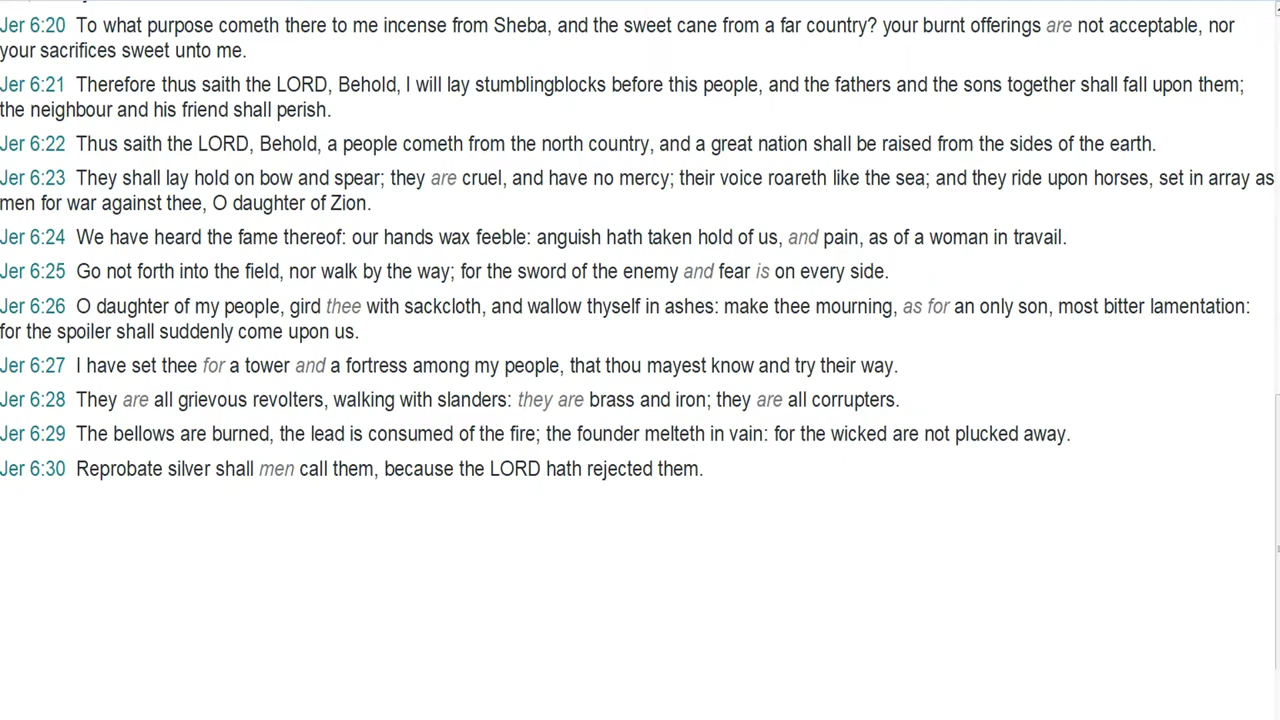 Jer 6:20 To what purpose cometh there to me incense from Sheba, and the sweet cane from a far country? your burnt offerings are not acceptable, nor
your sacrifices sweet unto me.
Jer 6:21 Therefore thus saith the LORD, Behold, I will lay stumblingblocks before this people, and the fathers and the sons together shall fall upon them;
the neighbour and his friend shall perish.
Jer 6:22 Thus saith the LORD, Behold, a people cometh from the north country, and a great nation shall be raised from the sides of the earth.
Jer 6:23 They shall lay hold on bow and spear; they are cruel, and have no mercy; their voice roareth like the sea; and they ride upon horses, set in array as
men for war against thee, O daughter of Zion.
Jer 6:24 We have heard the fame thereof: our hands wax feeble: anguish hath taken hold of us, and pain, as of a woman in travail.
Jer 6:25 Go not forth into the field, nor walk by the way; for the sword of the enemy and fear is on every side.
Jer 6:26 O daughter of my people, gird thee with sackcloth, and wallow thyself in ashes: make thee mourning, as for an only son, most bitter lamentation:
for the spoiler shall suddenly come upon us.
Jer 6:27 I have set thee for a tower and a fortress among my people, that thou mayest know and try their way.
Jer 6:28 They are all grievous revolters, walking with slanders: they are brass and iron; they are all corrupters.
Jer 6:29 The bellows are burned, the lead is consumed of the fire; the founder melteth in vain: for the wicked are not plucked away.
Jer 6:30 Reprobate silver shall men call them, because the LORD hath rejected them.